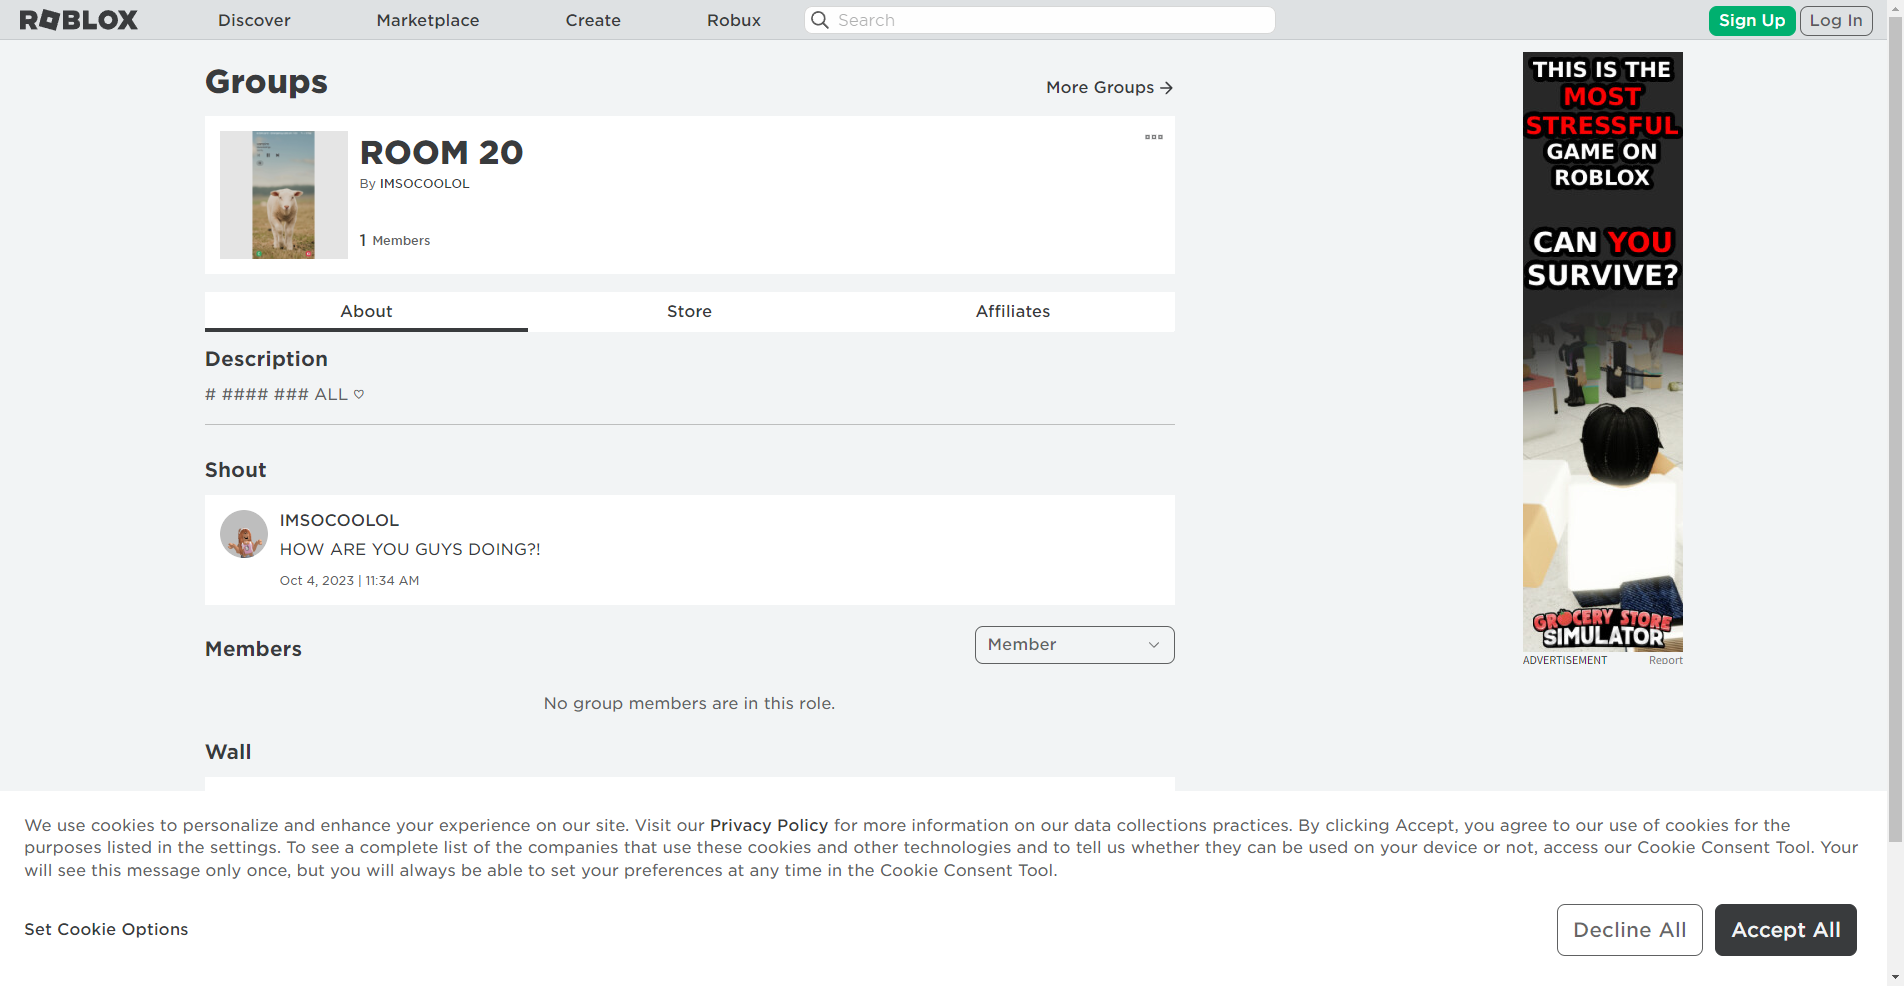 ROBLOX
Discover
Marketplace
Create
Robux
Search
Sign Up
Log In
Groups
More Groups
ROOM 20
By IMSOCOOLOL
1 Members
About
Store
Affiliates
Description
# #### ### ALL ♡
Shout
IMSOCOOLOL
HOW ARE YOU GUYS DOING?!
Oct 4, 2023 | 11:34 AM
Members
Member
No group members are in this role.
Wall
THIS IS THE
MOST
STRESSFUL
GAME ON
ROBLOX
CAN YOU
SURVIVE?
GROCERY STORE
SIMULATOR
ADVERTISEMENT
Report
We use cookies to personalize and enhance your experience on our site. Visit our Privacy Policy for more information on our data collections practices. By clicking Accept, you agree to our use of cookies for the
purposes listed in the settings. To see a complete list of the companies that use these cookies and other technologies and to tell us whether they can be used on your device or not, access our Cookie Consent Tool. Your
will see this message only once, but you will always be able to set your preferences at any time in the Cookie Consent Tool.
Set Cookie Options
Decline All
Accept All